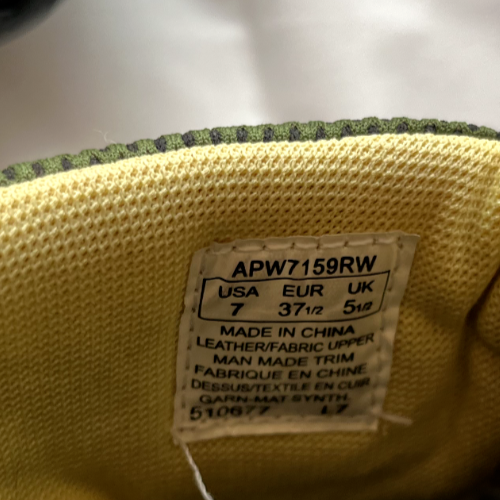 APW7159RW
USA EUR UK
7 37 1/2 5 1/2
MADE IN CHINA
LEATHER/FABRIC UPPER
MAN MADE TRIM
FABRIQUE EN CHINE
DESSUS/TEXTILE EN CUIR
GARN-MAT SYNTH.
510677 L7